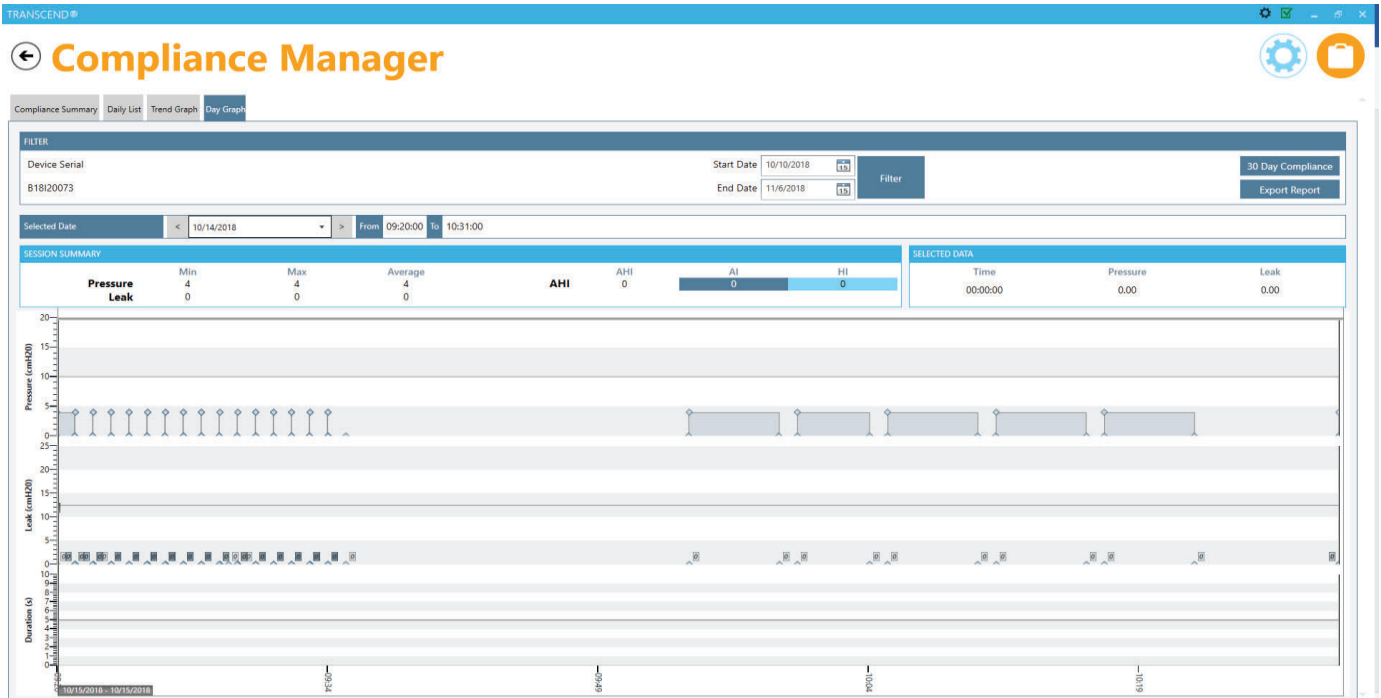 TRANSCEND®
Compliance Manager
Compliance Summary Daily List Trend Graph Day Graph
FILTER
Device Serial Start Date 10/10/2018 15 Filter 30 Day Compliance
B18I20073 End Date 11/6/2018 15 Export Report
Selected Date < 10/14/2018 > From 09:20:00 To 10:31:00
SESSION SUMMARY SELECTED DATA
Min Max Average AHI AI HI Time Pressure Leak
Pressure 4 4 4 AHI 0 0 0 00:00:00 0.00 0.00
Leak 0 0 0
20
15
10
5
0
Pressure (cmH20)
25
20
15
10
5
0
Leak (cmH20)
10
9
8
7
6
5
4
3
2
1
0
Duration (s)
09:34 09:49 10:04 10:19
10/15/2018 - 10/15/2018